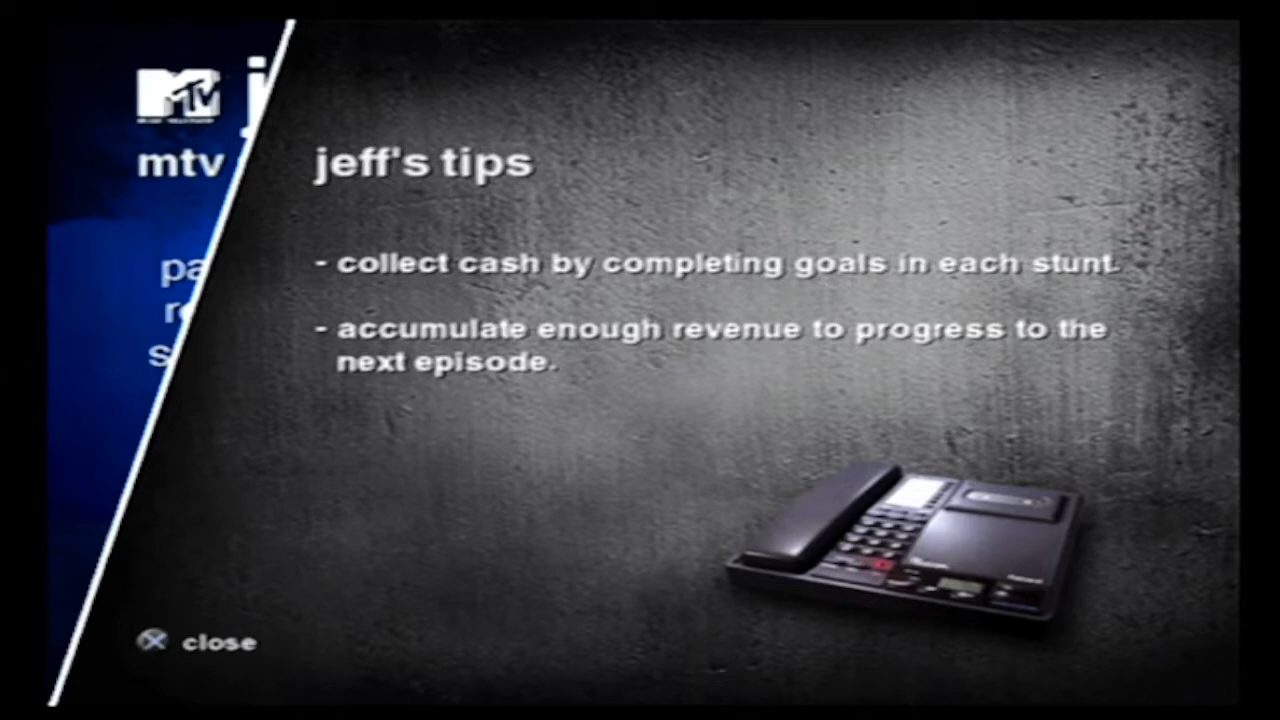 MTV
mtv
jeff's tips
- collect cash by completing goals in each stunt.
- accumulate enough revenue to progress to the
next episode.
close